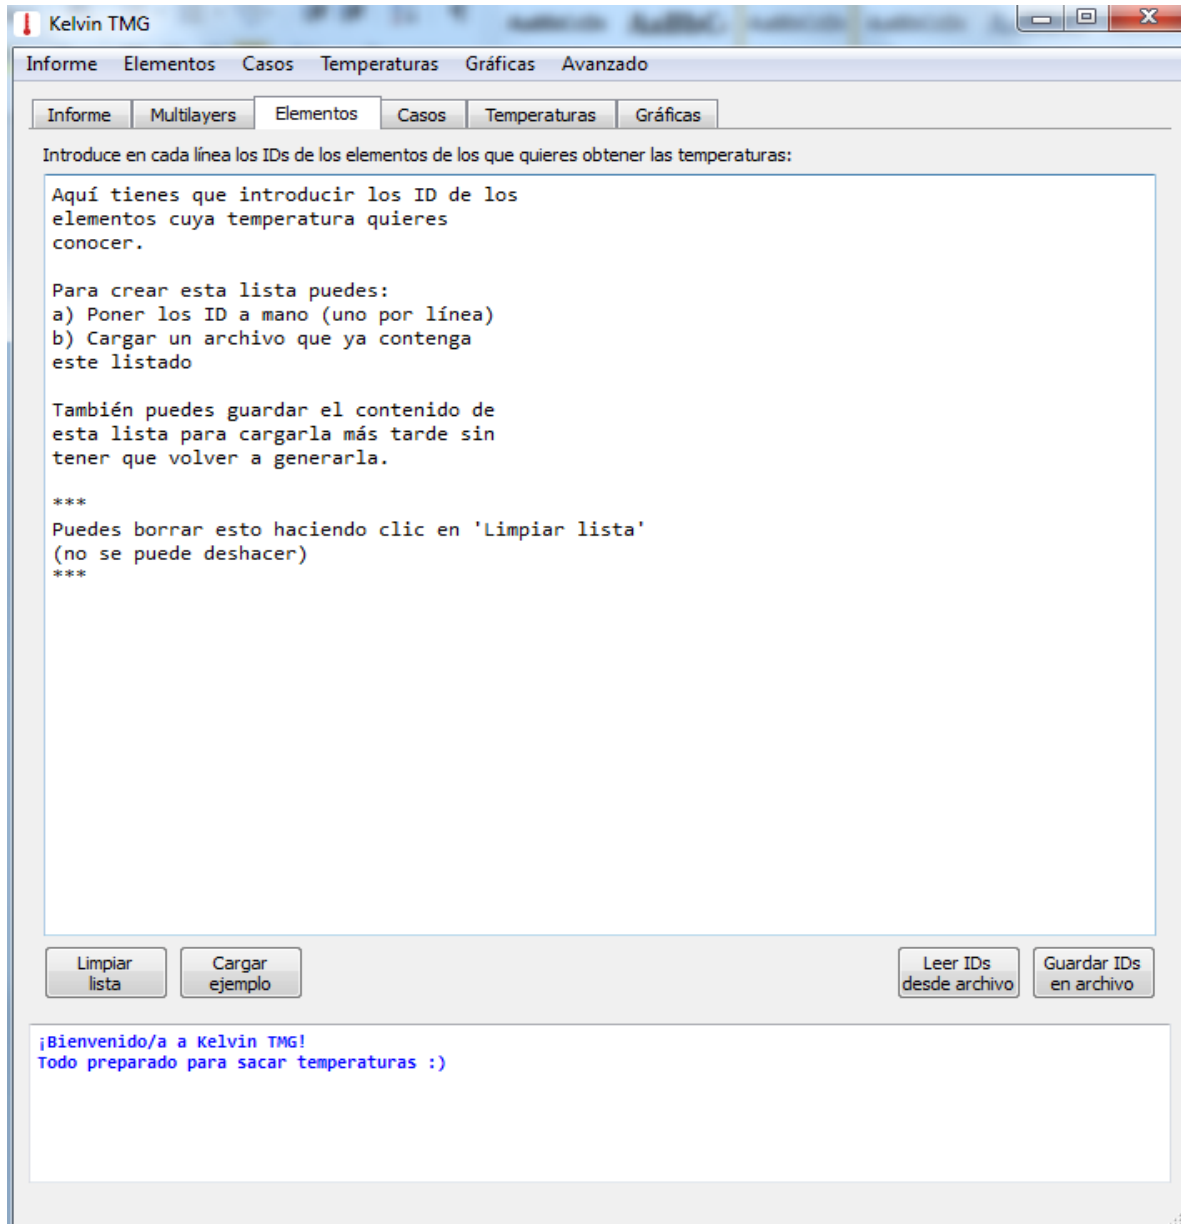 Kelvin TMG
Informe Elementos Casos Temperaturas Gráficas Avanzado
Informe Multilayers Elementos Casos Temperaturas Gráficas
Introduce en cada línea los IDs de los elementos de los que quieres obtener las temperaturas:
Aquí tienes que introducir los ID de los
elementos cuya temperatura quieres
conocer.
Para crear esta lista puedes:
a) Poner los ID a mano (uno por línea)
b) Cargar un archivo que ya contenga
este listado
También puedes guardar el contenido de
esta lista para cargarla más tarde sin
tener que volver a generarla.
***
Puedes borrar esto haciendo clic en 'Limpiar lista'
(no se puede deshacer)
***
Limpiar
lista
Cargar
ejemplo
Leer IDs
desde archivo
Guardar IDs
en archivo
¡Bienvenido/a a Kelvin TMG!
Todo preparado para sacar temperaturas :)